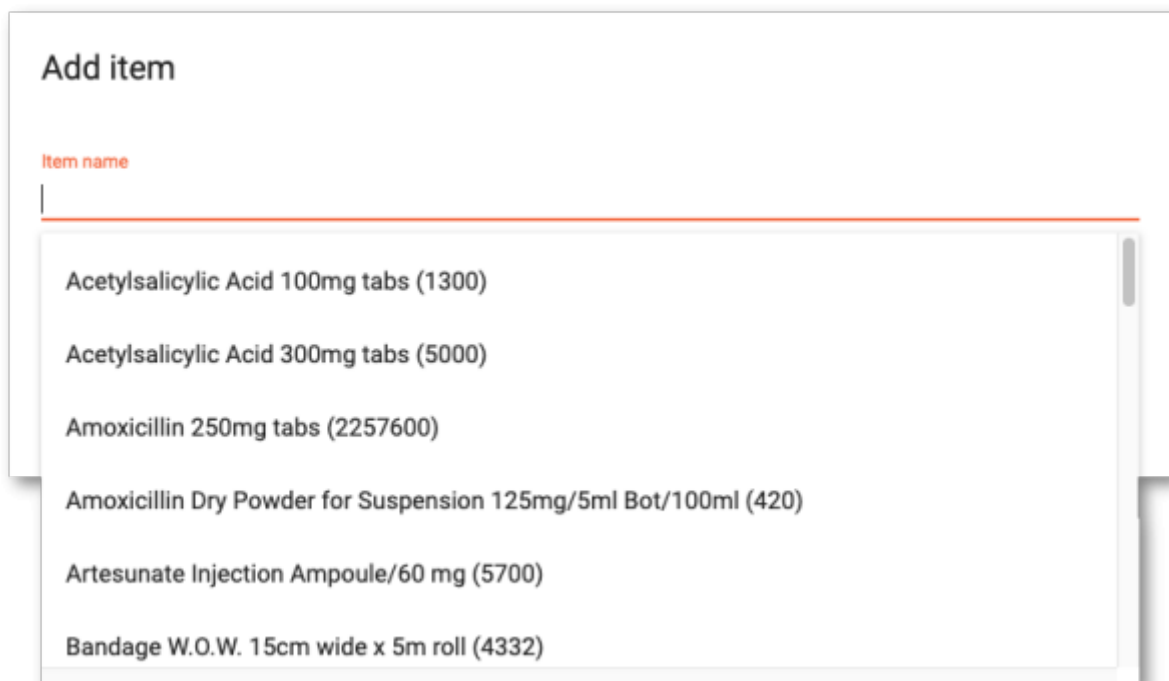 Add item
Item name
Acetylsalicylic Acid 100mg tabs (1300)
Acetylsalicylic Acid 300mg tabs (5000)
Amoxicillin 250mg tabs (2257600)
Amoxicillin Dry Powder for Suspension 125mg/5ml Bot/100ml (420)
Artesunate Injection Ampoule/60 mg (5700)
Bandage W.O.W. 15cm wide x 5m roll (4332)